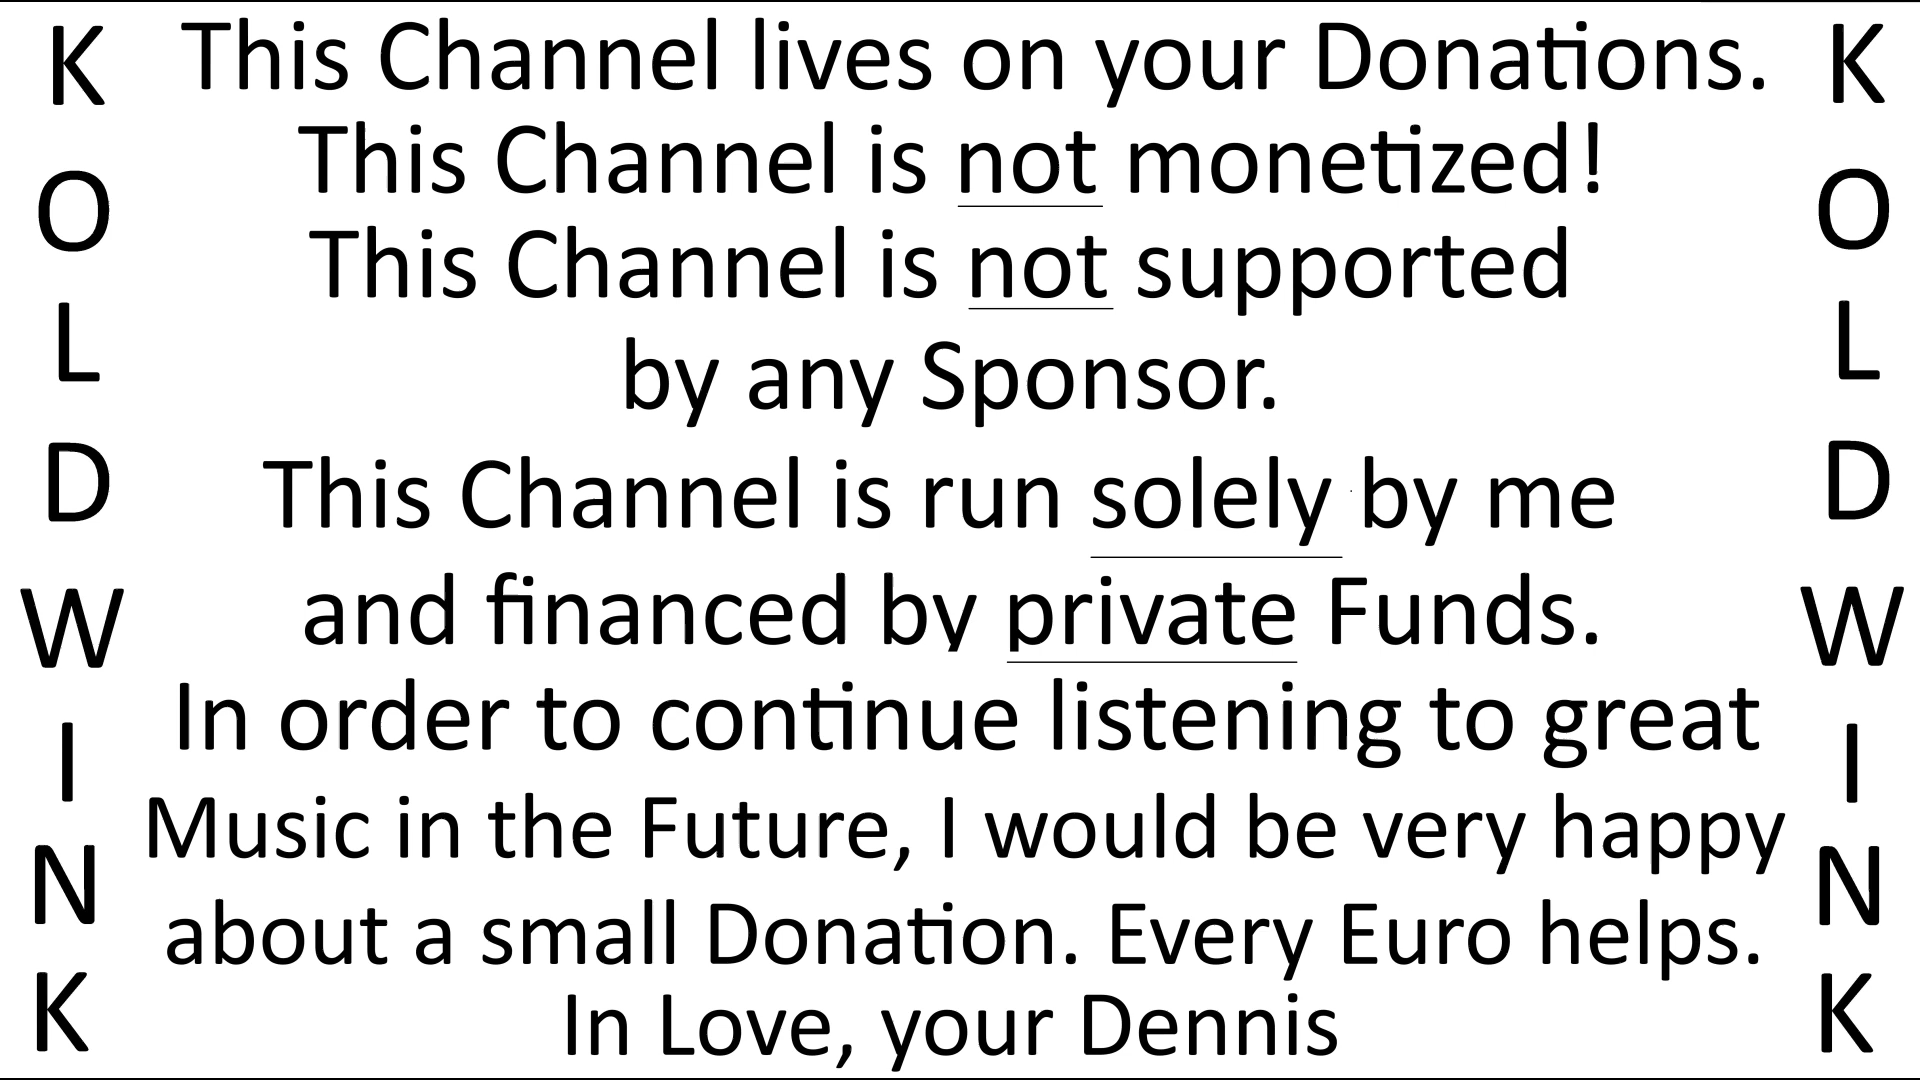 K
O
L
D
W
I
N
K
This Channel lives on your Donations.
This Channel is not monetized!
This Channel is not supported
by any Sponsor.
This Channel is run solely by me
and financed by private Funds.
In order to continue listening to great
Music in the Future, I would be very happy
about a small Donation. Every Euro helps.
In Love, your Dennis
K
O
L
D
W
I
N
K